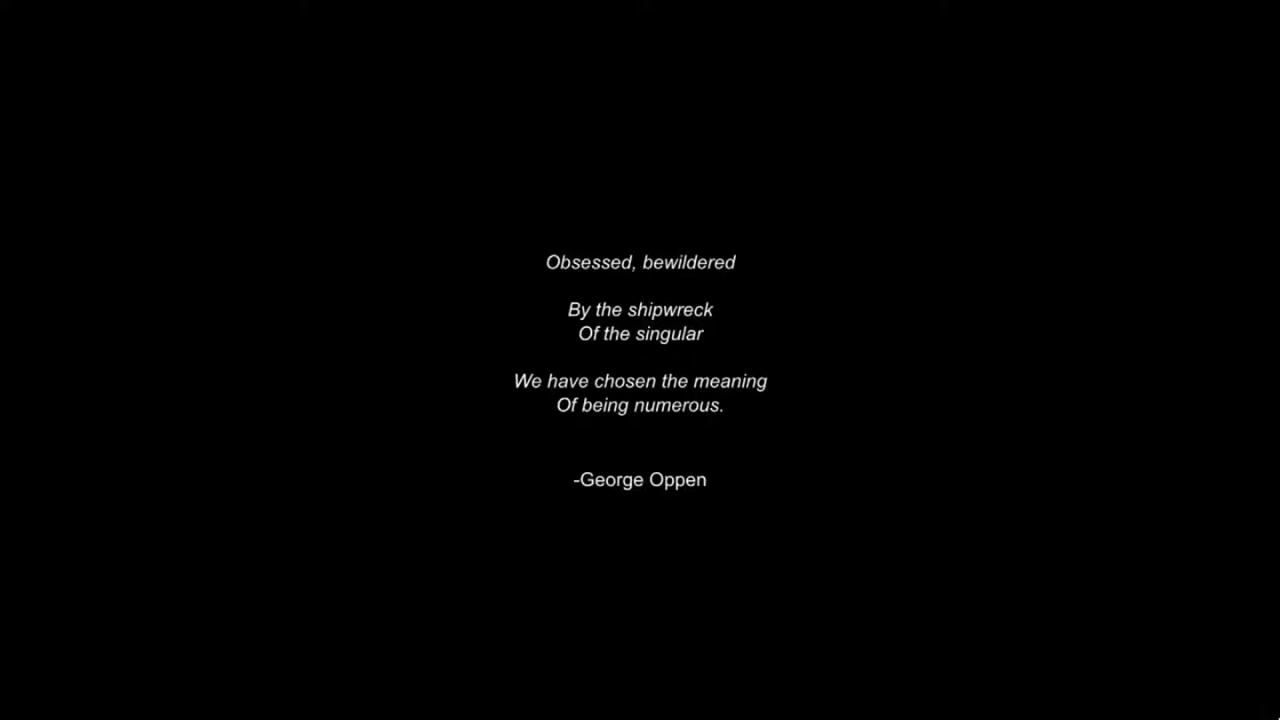 Obsessed, bewildered
By the shipwreck
Of the singular
We have chosen the meaning
Of being numerous.
-George Oppen